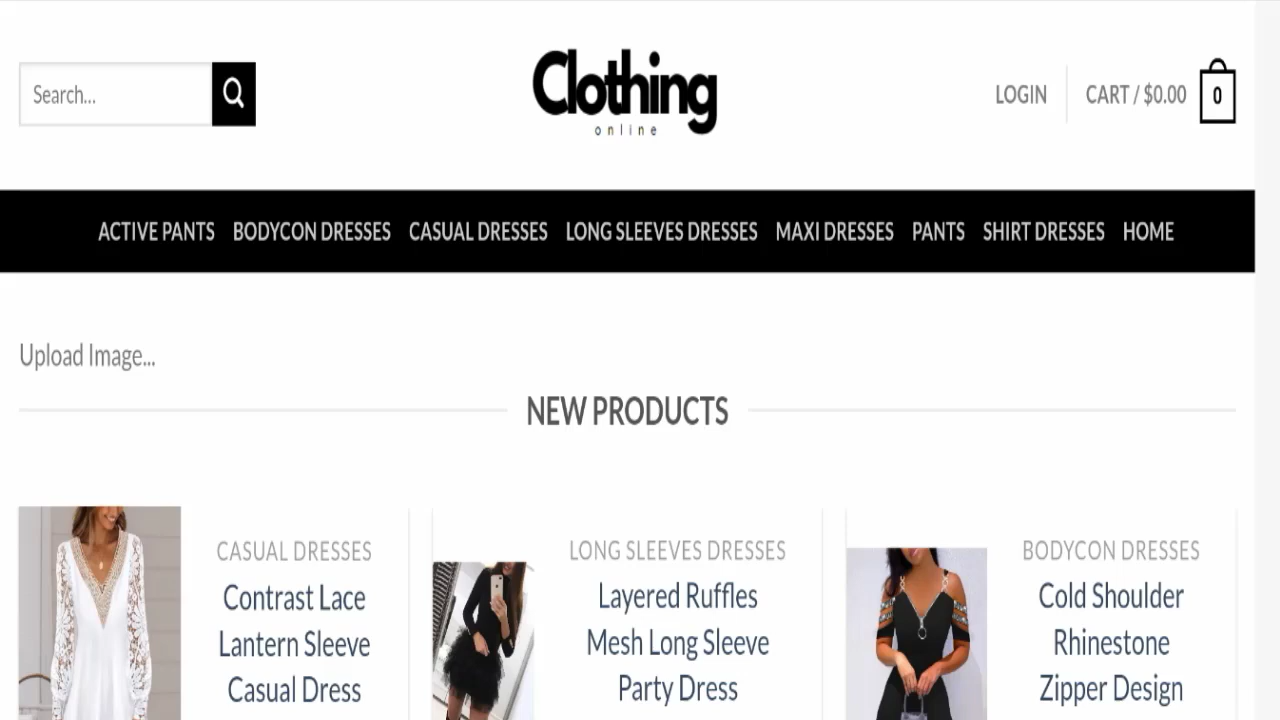 Search...
Clothing
online
LOGIN
CART / $0.00
0
ACTIVE PANTS BODYCON DRESSES CASUAL DRESSES LONG SLEEVES DRESSES MAXI DRESSES PANTS SHIRT DRESSES HOME
Upload Image...
NEW PRODUCTS
CASUAL DRESSES
Contrast Lace
Lantern Sleeve
Casual Dress
LONG SLEEVES DRESSES
Layered Ruffles
Mesh Long Sleeve
Party Dress
BODYCON DRESSES
Cold Shoulder
Rhinestone
Zipper Design